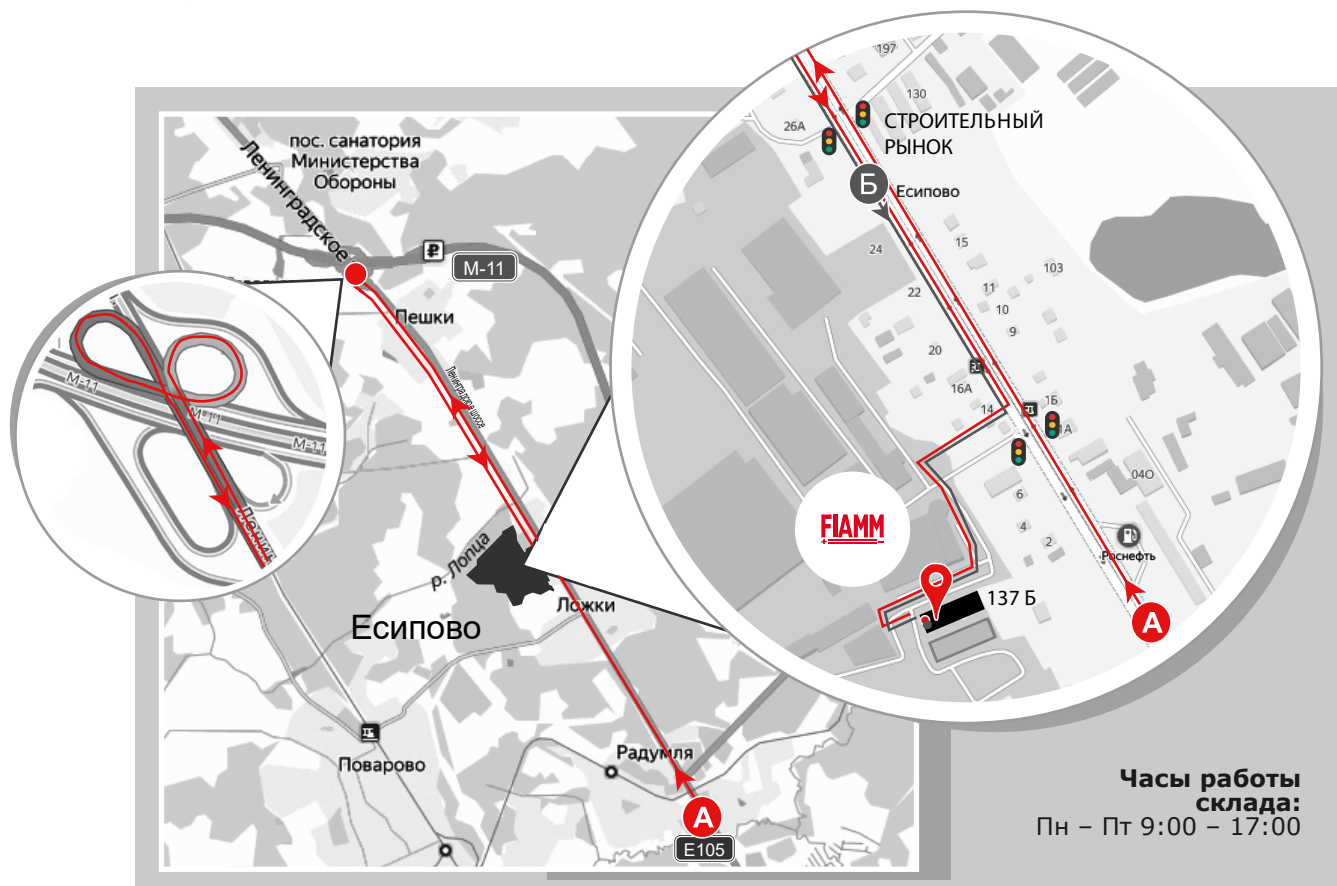 пос. санатория
Министерства
Обороны
Ленинградское
₽
М-11
Пешки
Ленинградское шоссе
р. Лопца
Ложки
Есипово
Поварово
Радумля
А
E105
М-11
М-11
М-11
ЛЕНИН
197
130
26А
СТРОИТЕЛЬНЫЙ
РЫНОК
Б
Есипово
24
15
103
22
11
10
9
20
16А
14
1Б
1А
04О
6
4
2
Роснефть
FIAMM
137 Б
А
Часы работы
склада:
Пн – Пт 9:00 – 17:00